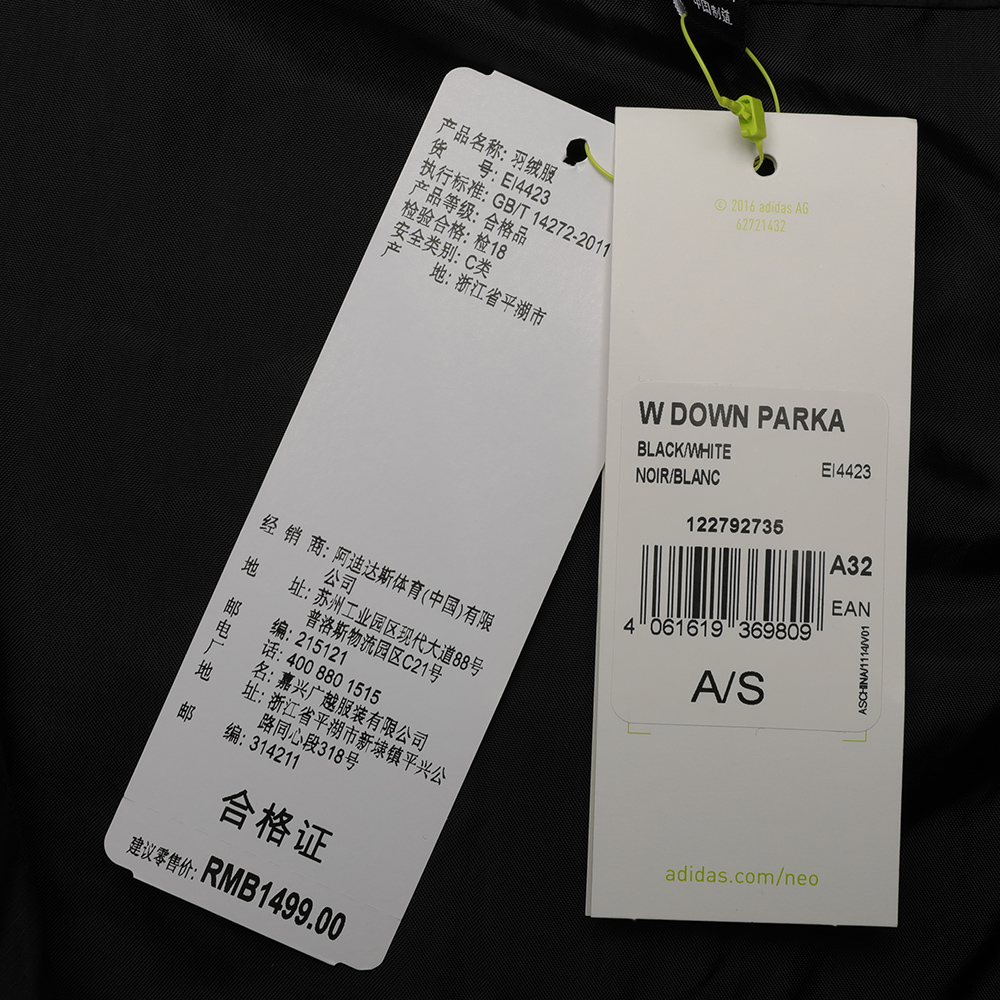 中国制造
产品名称: 羽绒服
货 号: EI4423
执行标准: GB/T 14272-2011
产品等级: 合格品
检验合格: 检18
安全类别: C类
产 地: 浙江省平湖市
经 销 商: 阿迪达斯体育(中国)有限
公司
地 址: 苏州工业园区现代大道88号
普洛斯物流园区C21号
邮 编: 215121
电 话: 400 880 1515
厂 名: 嘉兴广越服装有限公司
地 址: 浙江省平湖市新埭镇平兴公
路同心段318号
邮 编: 314211
合格证
建议零售价: RMB1499.00
© 2016 adidas AG
62721432
W DOWN PARKA
BLACK/WHITE
NOIR/BLANC
EI4423
122792735
A32
EAN
4 061619 369809
A/S
ASCHINA/1114/V01
adidas.com/neo